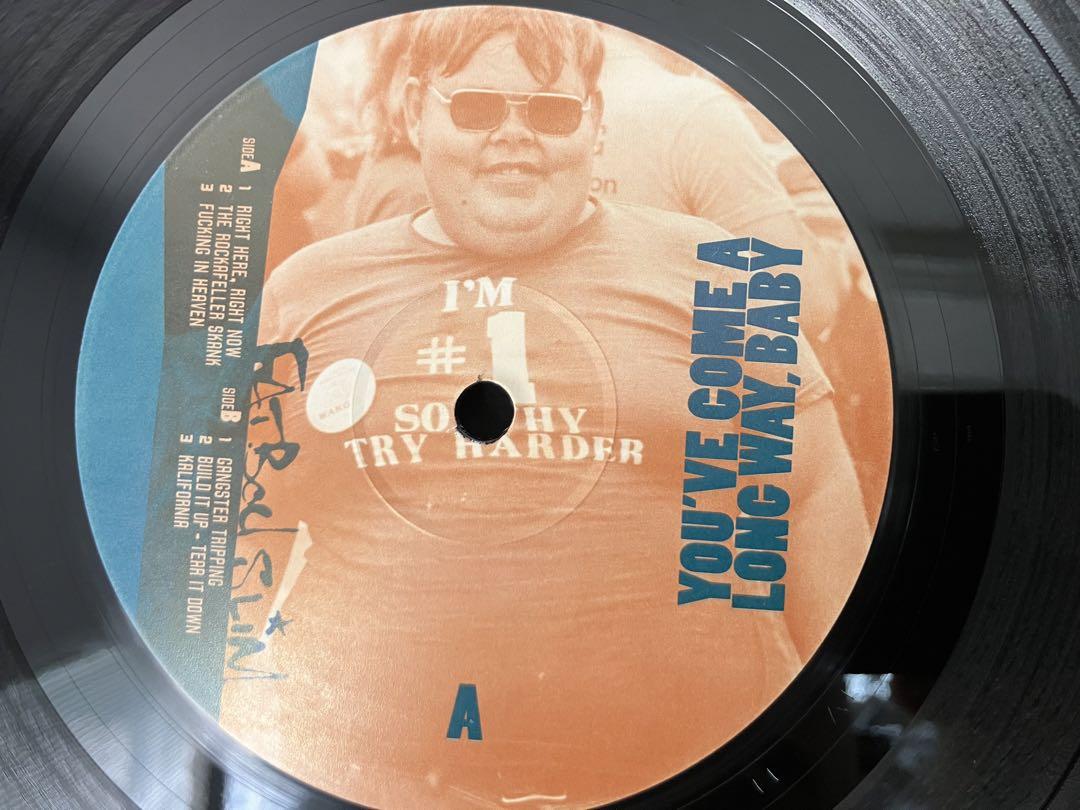 I'M
#1
SO WHY
TRY HARDER
YOU'VE COME A
LONG WAY, BABY
SIDE A
1 RIGHT HERE, RIGHT NOW
2 THE ROCKAFELLER SKANK
3 FUCKING IN HEAVEN
SIDE B
1 GANGSTER TRIPPING
2 BUILD IT UP - TEAR IT DOWN
3 KALIFORNIA
FATBOY SLIM
A